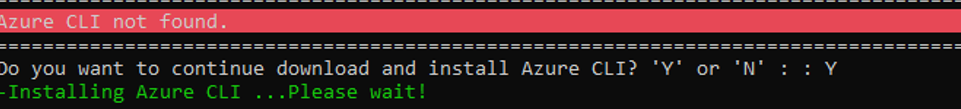 Azure CLI not found.
================================================================================
Do you want to continue download and install Azure CLI? 'Y' or 'N' : : Y
-Installing Azure CLI ...Please wait!